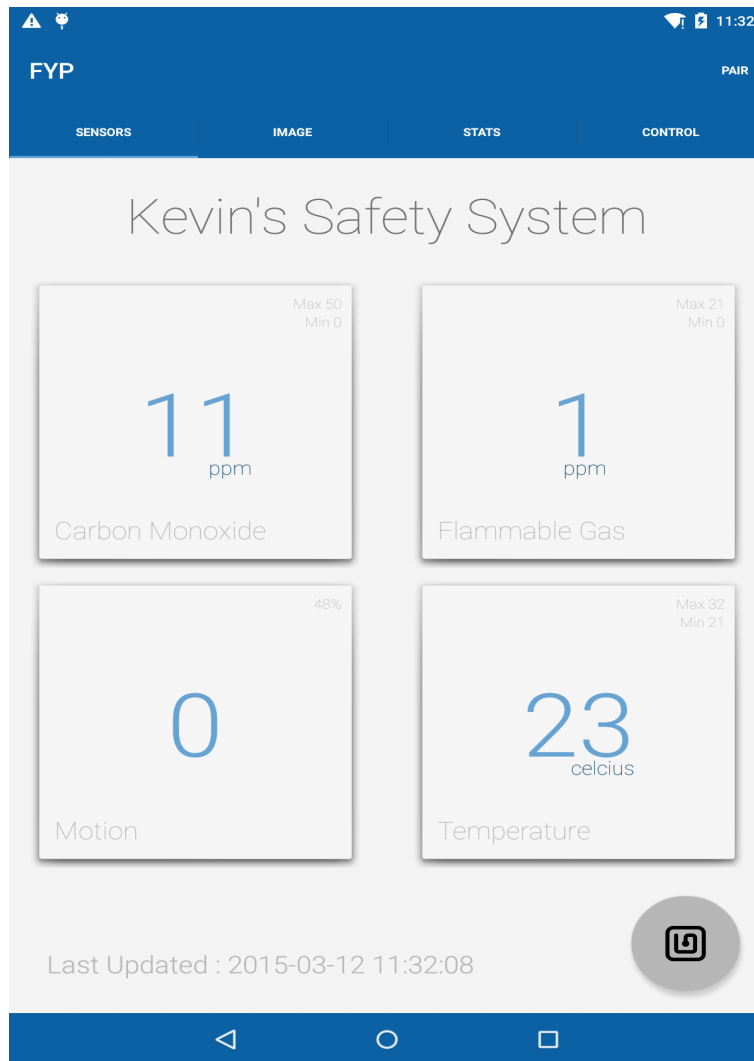 11:32
FYP
PAIR
SENSORS IMAGE STATS CONTROL
Kevin's Safety System
Max 50
Min 0
11
ppm
Carbon Monoxide
Max 21
Min 0
1
ppm
Flammable Gas
48%
0
Motion
Max 32
Min 21
23
celcius
Temperature
Last Updated : 2015-03-12 11:32:08